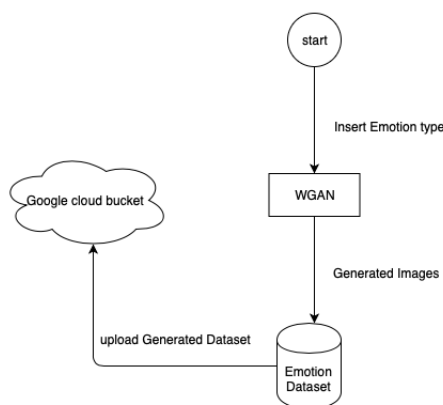 start
Insert Emotion type
WGAN
Google cloud bucket
Generated Images
upload Generated Dataset
Emotion
Dataset